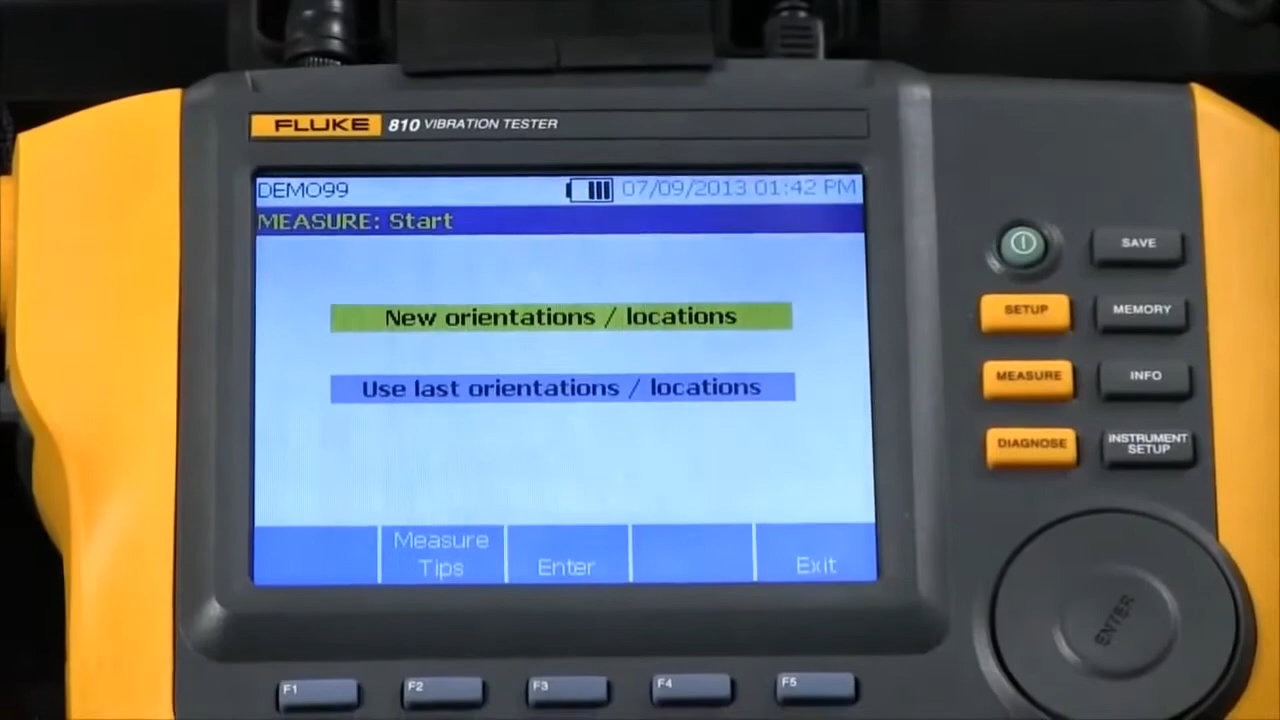 FLUKE 810 VIBRATION TESTER
DEMO99 07/09/2013 01:42 PM
MEASURE: Start
New orientations / locations
Use last orientations / locations
Measure
Tips
Enter
Exit
SAVE
SETUP
MEMORY
MEASURE
INFO
DIAGNOSE
INSTRUMENT
SETUP
ENTER
F1
F2
F3
F4
F5